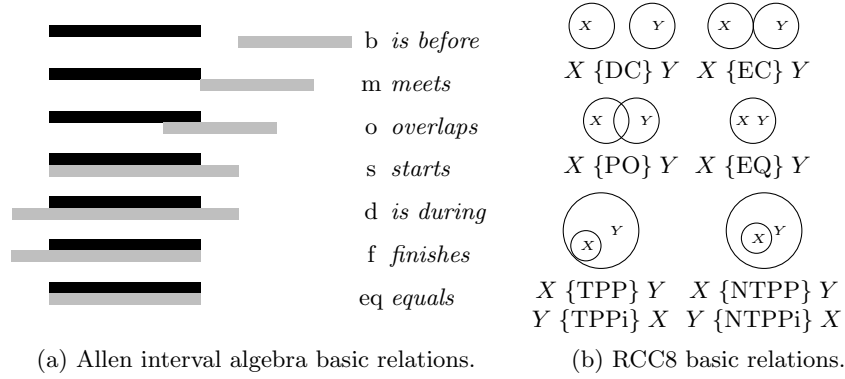 b is before
m meets
o overlaps
s starts
d is during
f finishes
eq equals
(a) Allen interval algebra basic relations.
X Y X Y
X {DC} Y X {EC} Y
X Y X Y
X {PO} Y X {EQ} Y
X Y X Y
X {TPP} Y X {NTPP} Y
Y {TPPi} X Y {NTPPi} X
(b) RCC8 basic relations.